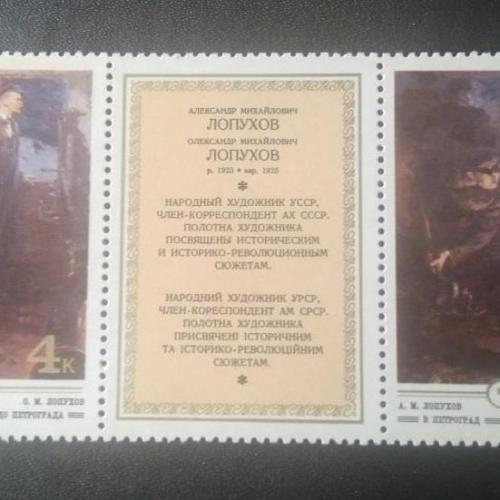 АЛЕКСАНДР МИХАЙЛОВИЧ
ЛОПУХОВ
ОЛЕКСАНДР МИХАЙЛОВИЧ
ЛОПУХОВ
р. 1925 * нар. 1925
НАРОДНЫЙ ХУДОЖНИК УССР,
ЧЛЕН-КОРРЕСПОНДЕНТ АХ СССР.
ПОЛОТНА ХУДОЖНИКА
ПОСВЯЩЕНЫ ИСТОРИЧЕСКИМ
И ИСТОРИКО-РЕВОЛЮЦИОННЫМ
СЮЖЕТАМ.
НАРОДНИЙ ХУДОЖНИК УРСР,
ЧЛЕН-КОРЕСПОНДЕНТ АМ СРСР.
ПОЛОТНА ХУДОЖНИКА
ПРИСВЯЧЕНІ ІСТОРИЧНИМ
ТА ІСТОРИКО-РЕВОЛЮЦІЙНИМ
СЮЖЕТАМ.
4к
О. М. ЛОПУХОВ
ДО ПЕТРОГРАДА
А. М. ЛОПУХОВ
В ПЕТРОГРАД